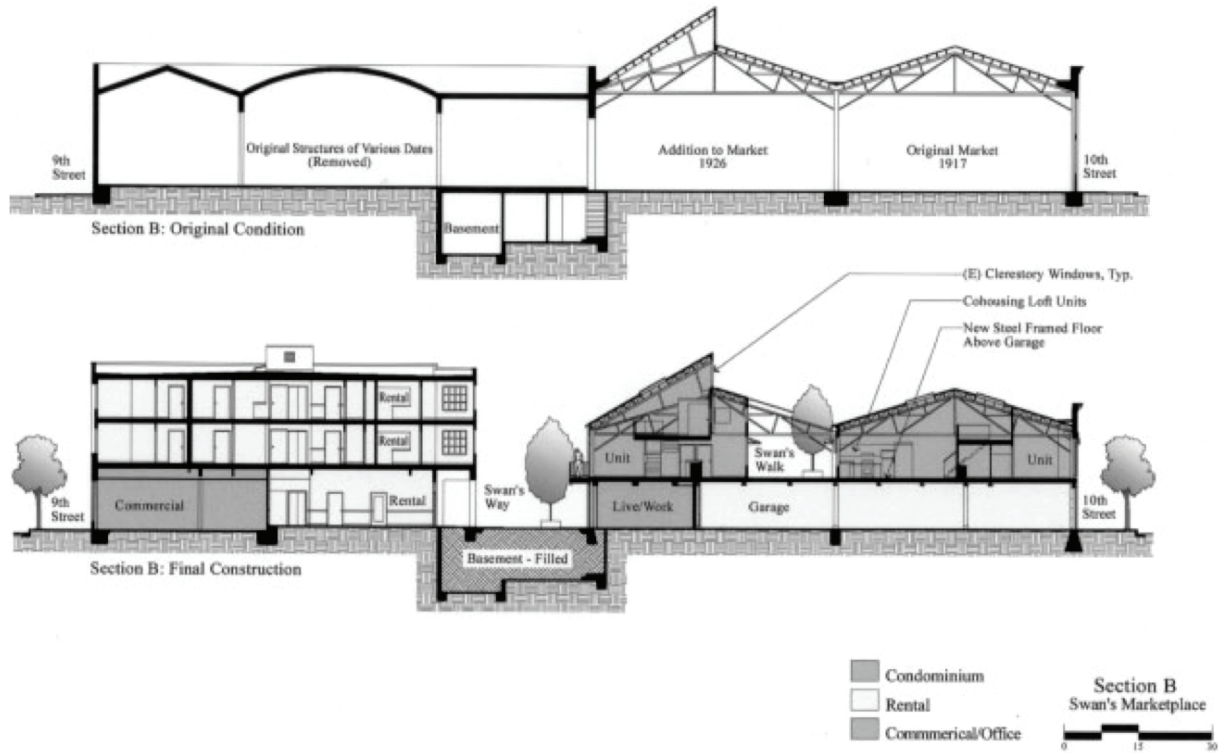 9th
Street
Original Structures of Various Dates
(Removed)
Addition to Market
1926
Original Market
1917
10th
Street
Basement
Section B: Original Condition
(E) Clerestory Windows, Typ.
Cohousing Loft Units
New Steel Framed Floor
Above Garage
Rental
Rental
9th
Street
Commercial
Rental
Swan's
Way
Unit
Swan's
Walk
Unit
Live/Work
Garage
10th
Street
Basement - Filled
Section B: Final Construction
Condominium
Rental
Commmerical/Office
Section B
Swan's Marketplace
0
15
30